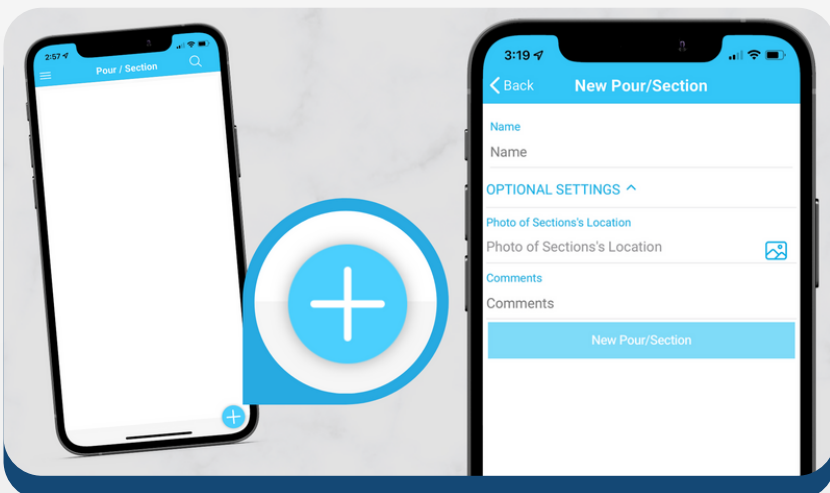 2:57
Pour / Section
3:19
Back
New Pour/Section
Name
Name
OPTIONAL SETTINGS
Photo of Sections's Location
Photo of Sections's Location
Comments
Comments
New Pour/Section